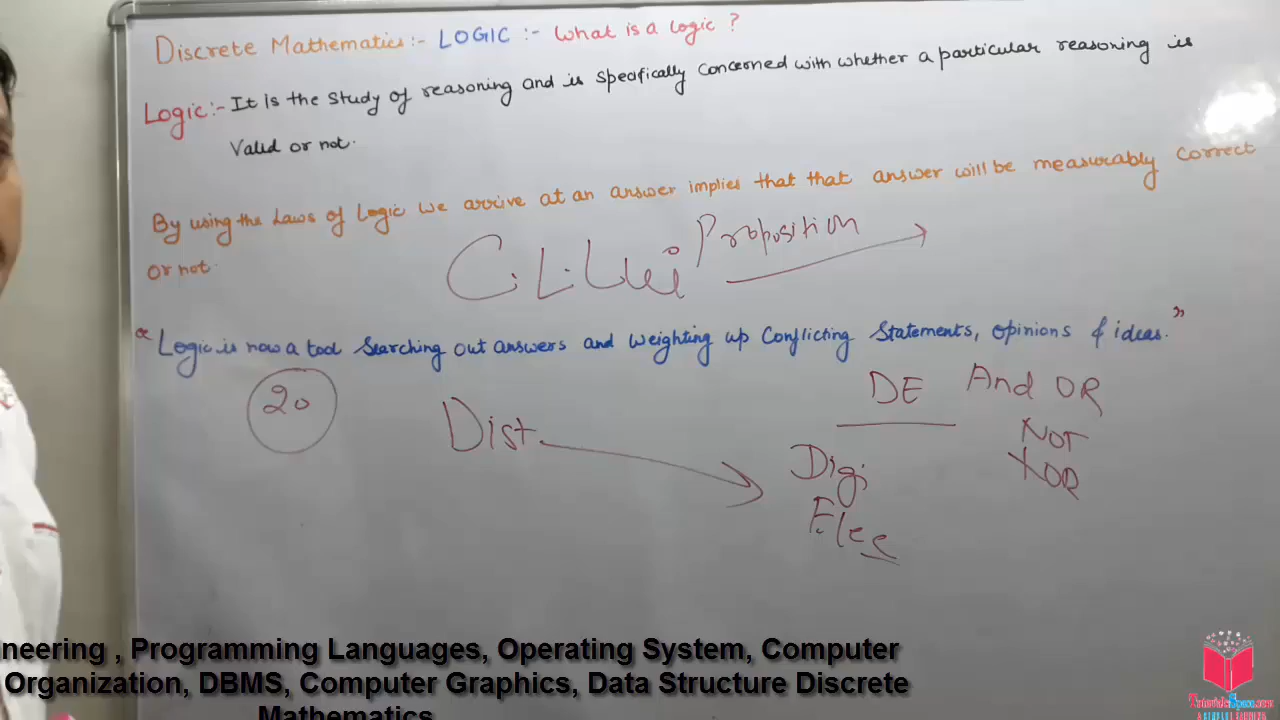 Discrete Mathematics:- LOGIC :- What is a Logic ?
Logic:- It is the study of reasoning and is specifically concerned with whether a particular reasoning is
Valid or not.
By using the Laws of Logic we arrive at an answer implies that that answer will be measurably correct
or not.
Proposition
"Logic is now a tool Searching out answers and weighting up Conflicting Statements, opinions & ideas."
20
Dist
DE And OR
NOT
XOR
Digi
Elec
neering , Programming Languages, Operating System, Computer
Organization, DBMS, Computer Graphics, Data Structure Discrete
Mathematics